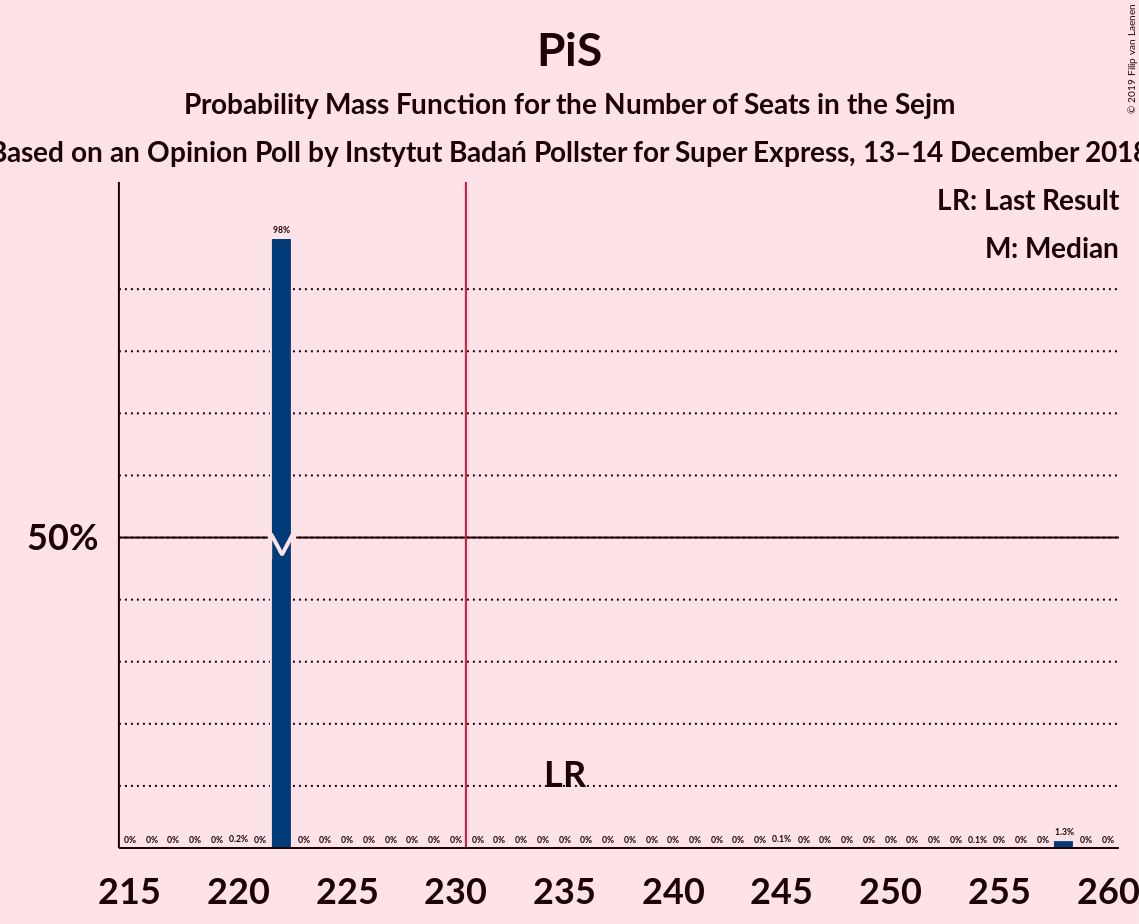 PiS
Probability Mass Function for the Number of Seats in the Sejm
Based on an Opinion Poll by Instytut Badań Pollster for Super Express, 13–14 December 2018
© 2019 Filip van Laenen
LR: Last Result
M: Median
98%
50%
LR
0% 0% 0% 0% 0% 0.2% 0% 0% 0% 0% 0% 0% 0% 0% 0% 0% 0% 0% 0% 0% 0% 0% 0% 0% 0% 0% 0% 0% 0% 0.1% 0% 0% 0% 0% 0% 0% 0% 0% 0.1% 0% 0% 0% 1.3% 0% 0%
215 220 225 230 235 240 245 250 255 260